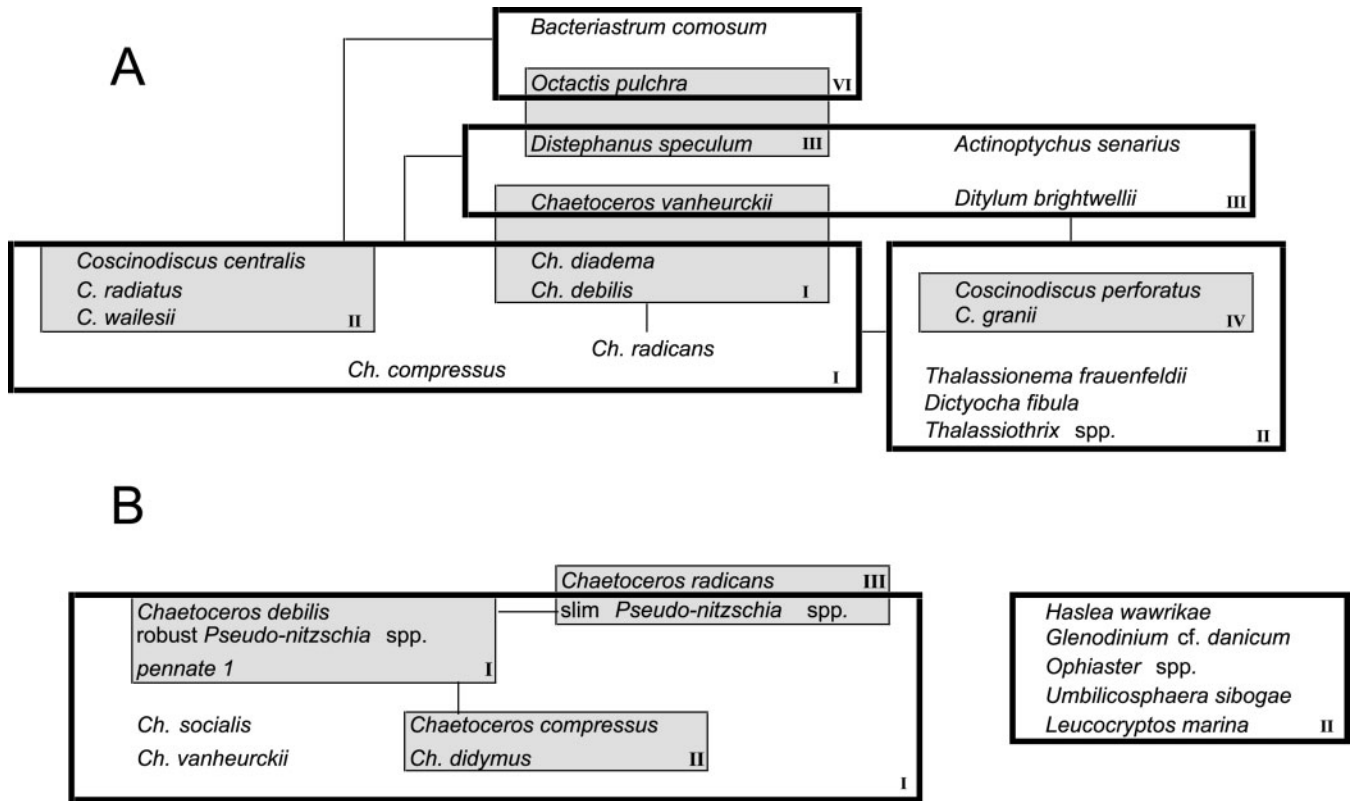 A
Bacteriastrum comosum
Octactis pulchra VI
Distephanus speculum III Actinoptychus senarius
Chaetoceros vanheurckii Ditylum brightwellii III
Coscinodiscus centralis Ch. diadema
C. radiatus Ch. debilis I Coscinodiscus perforatus
C. wailesii II C. granii IV
Ch. radicans
Ch. compressus I Thalassionema frauenfeldii
Dictyocha fibula
Thalassiothrix spp. II
B
Chaetoceros radicans III
Chaetoceros debilis slim Pseudo-nitzschia spp. Haslea wawrikae
robust Pseudo-nitzschia spp. Glenodinium cf. danicum
pennate 1 I Ophiaster spp.
Ch. socialis Chaetoceros compressus Umbilicosphaera sibogae
Ch. vanheurckii Ch. didymus II Leucocryptos marina II
I